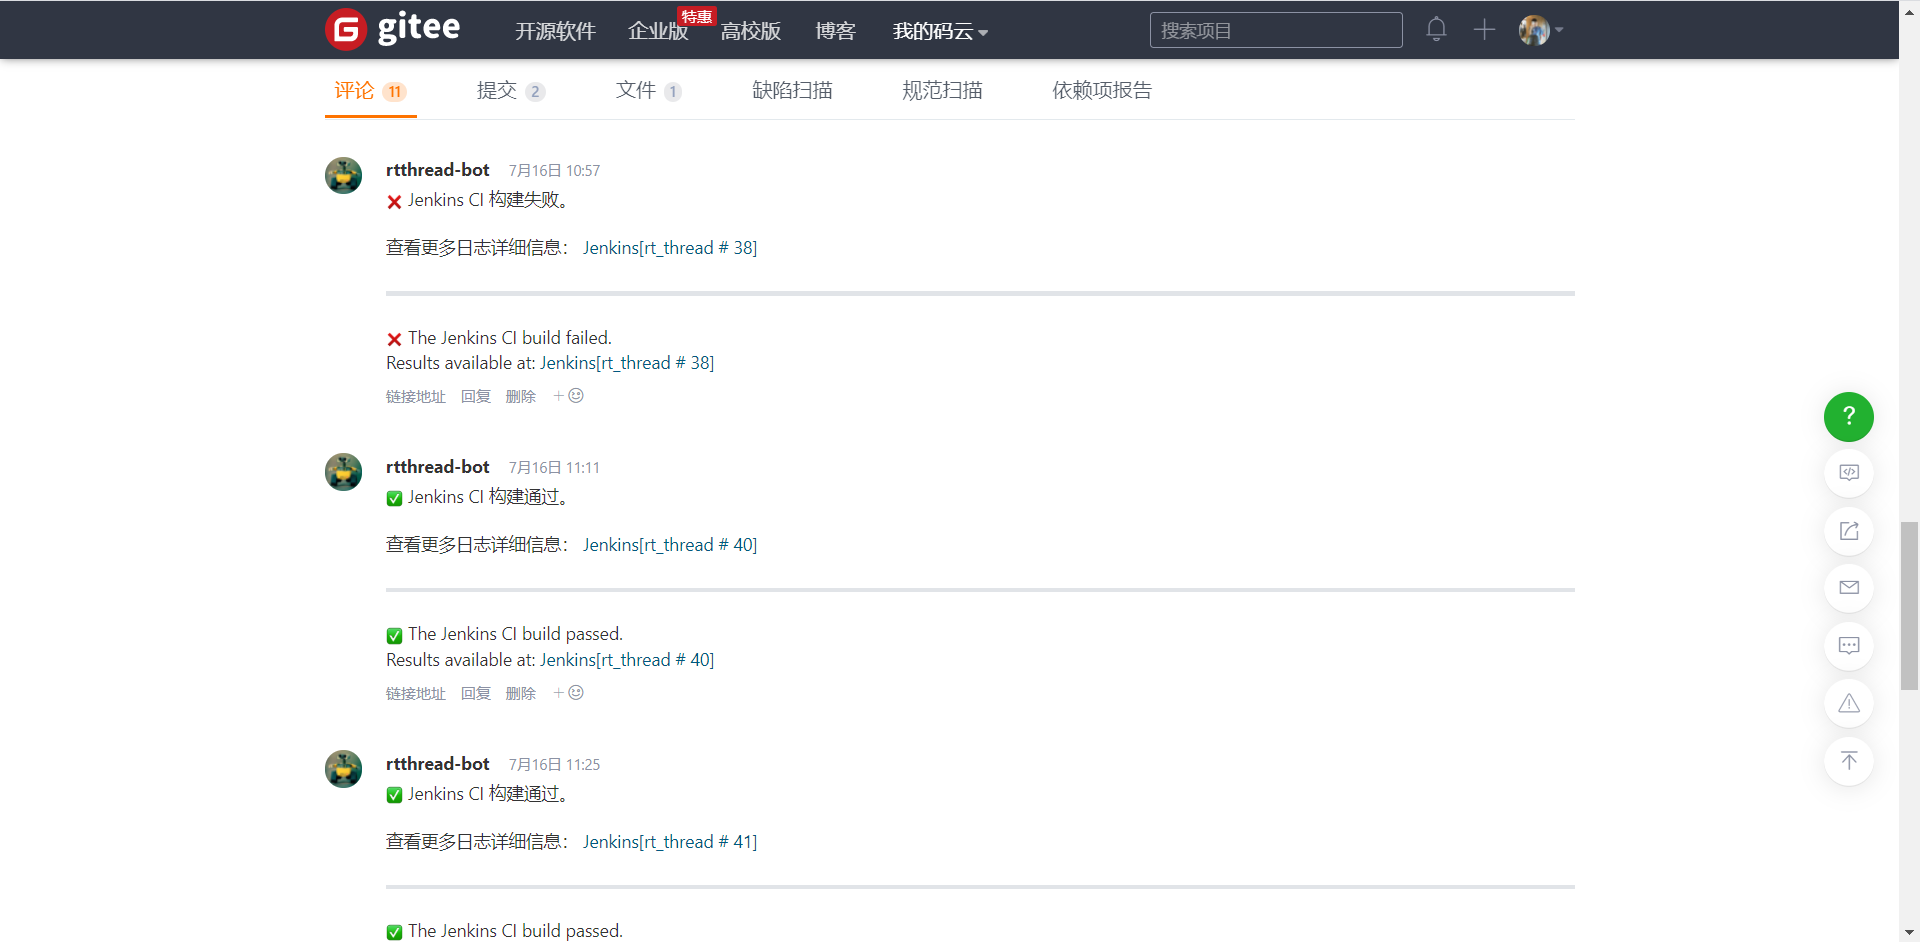 gitee 开源软件 企业版 特惠 高校版 博客 我的码云 搜索项目
评论 11 提交 2 文件 1 缺陷扫描 规范扫描 依赖项报告
rtthread-bot 7月16日 10:57
❌ Jenkins CI 构建失败。
查看更多日志详细信息： Jenkins[rt_thread # 38]
❌ The Jenkins CI build failed.
Results available at: Jenkins[rt_thread # 38]
链接地址 回复 删除 +
rtthread-bot 7月16日 11:11
✅ Jenkins CI 构建通过。
查看更多日志详细信息： Jenkins[rt_thread # 40]
✅ The Jenkins CI build passed.
Results available at: Jenkins[rt_thread # 40]
链接地址 回复 删除 +
rtthread-bot 7月16日 11:25
✅ Jenkins CI 构建通过。
查看更多日志详细信息： Jenkins[rt_thread # 41]
✅ The Jenkins CI build passed.
?